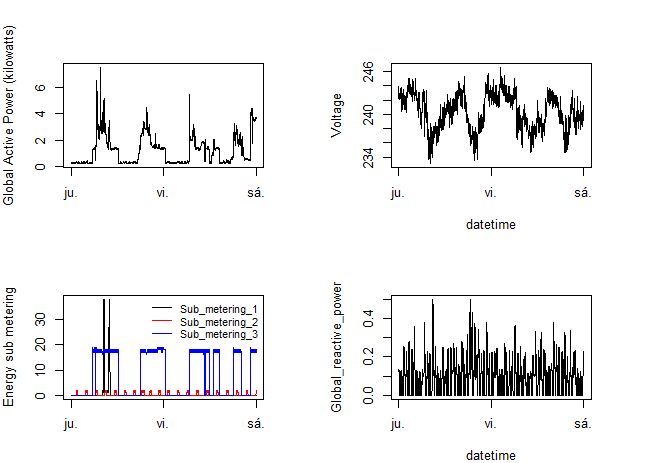 Global Active Power (kilowatts)
0 2 4 6
ju. vi. sá.
Voltage
234 240 246
ju. vi. sá.
datetime
Energy sub metering
0 10 20 30
Sub_metering_1
Sub_metering_2
Sub_metering_3
ju. vi. sá.
Global_reactive_power
0.0 0.2 0.4
ju. vi. sá.
datetime